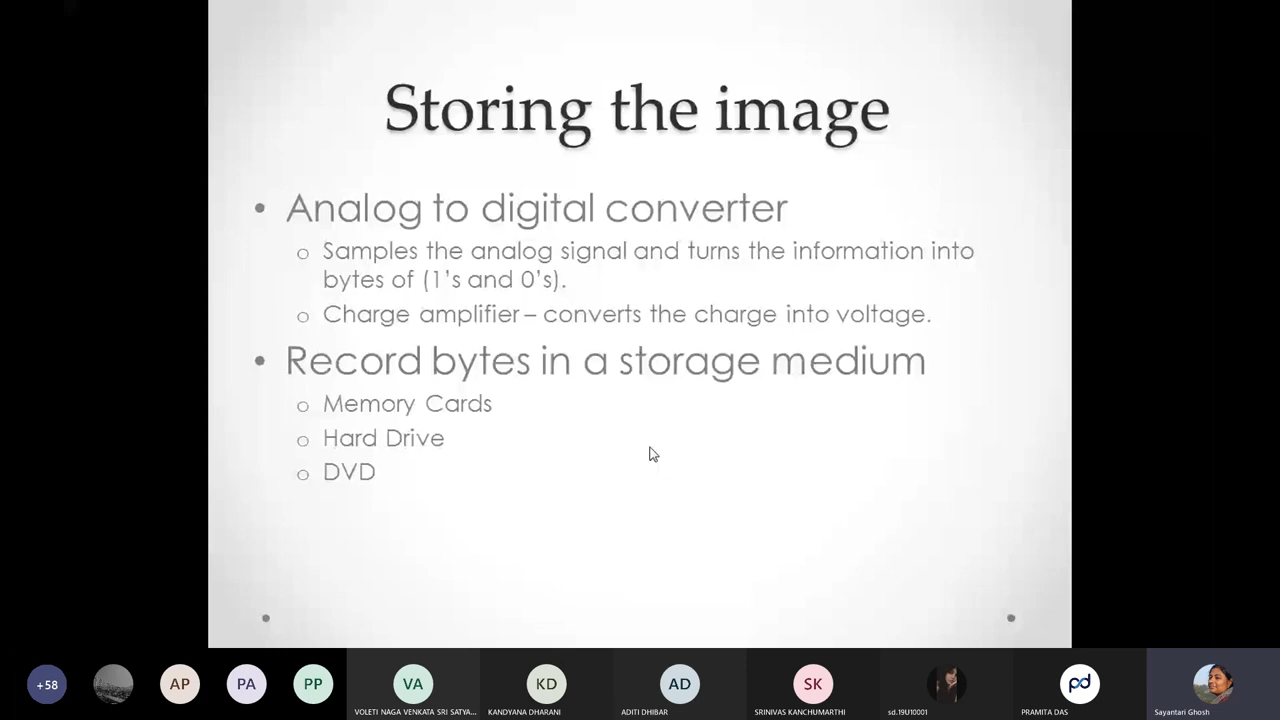 Storing the image
• Analog to digital converter
o Samples the analog signal and turns the information into
bytes of (1's and 0's).
o Charge amplifier – converts the charge into voltage.
• Record bytes in a storage medium
o Memory Cards
o Hard Drive
o DVD
+58
AP
PA
PP
VA
KD
AD
SK
pd
VOLETI NAGA VENKATA SRI SATYA...
KANDYANA DHARANI
ADITI DHIBAR
SRINIVAS KANCHUMARTHI
sd.19U10001
PRAMITA DAS
Sayantari Ghosh